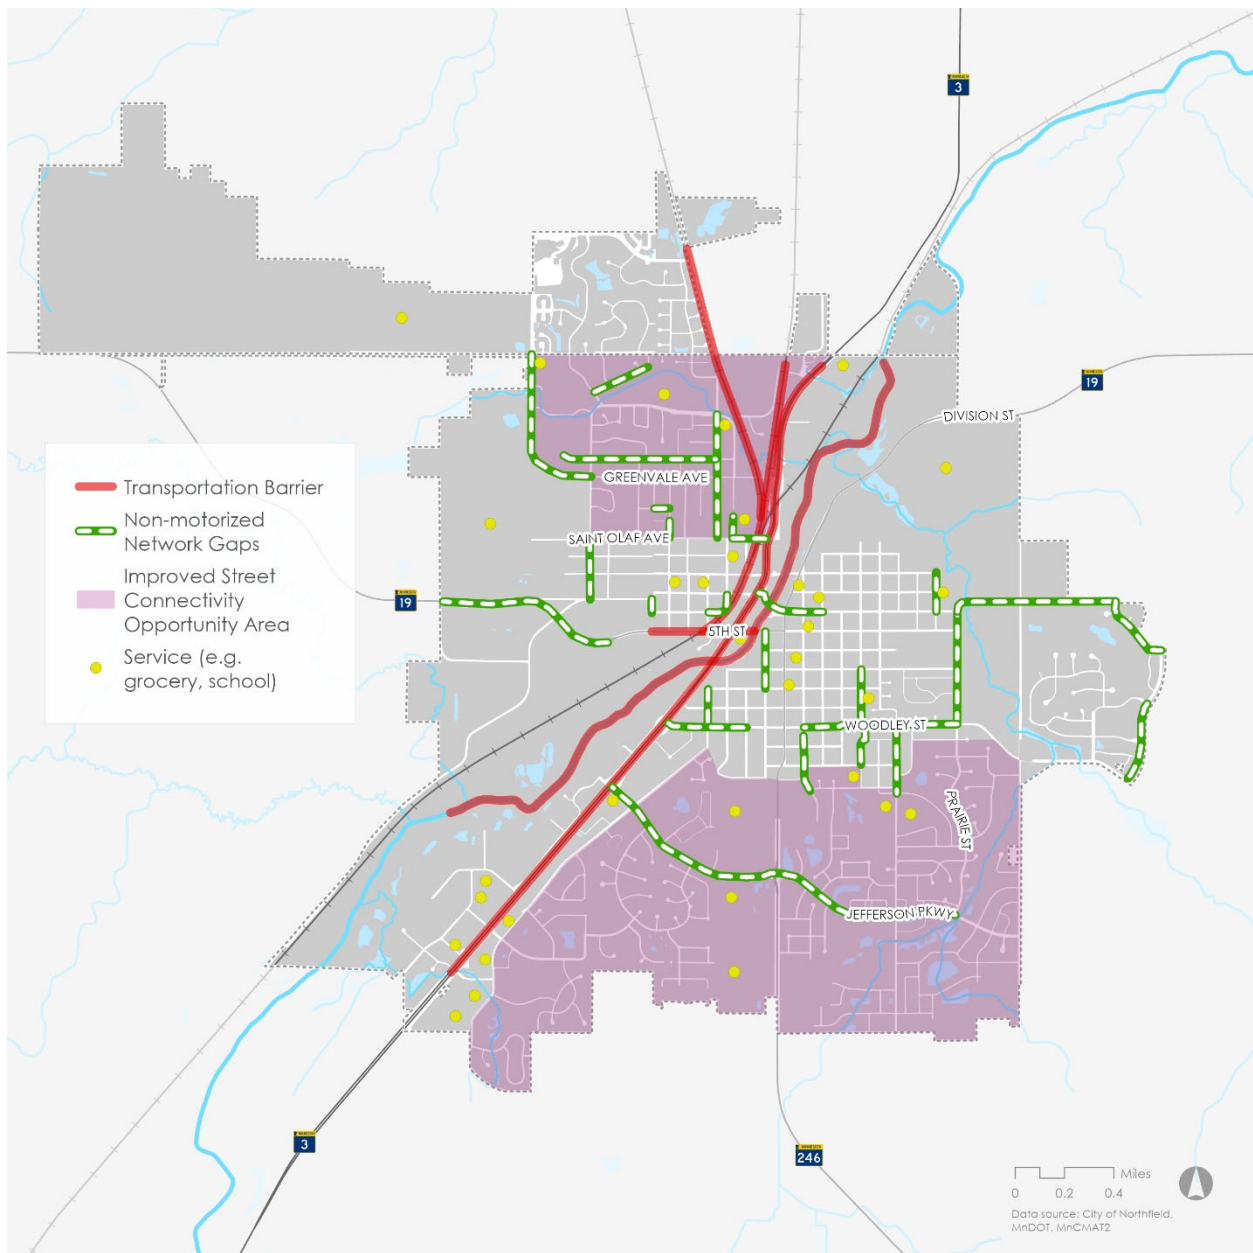 3
19
DIVISION ST
Transportation Barrier
Non-motorized
Network Gaps
Improved Street
Connectivity
Opportunity Area
Service (e.g.
grocery, school)
GREENVALE AVE
SAINT OLAF AVE
19
5TH ST
WOODLEY ST
PRAIRIE ST
JEFFERSON PKWY
3
246
Miles
0 0.2 0.4
Data source: City of Northfield,
MnDOT, MnCMAT2